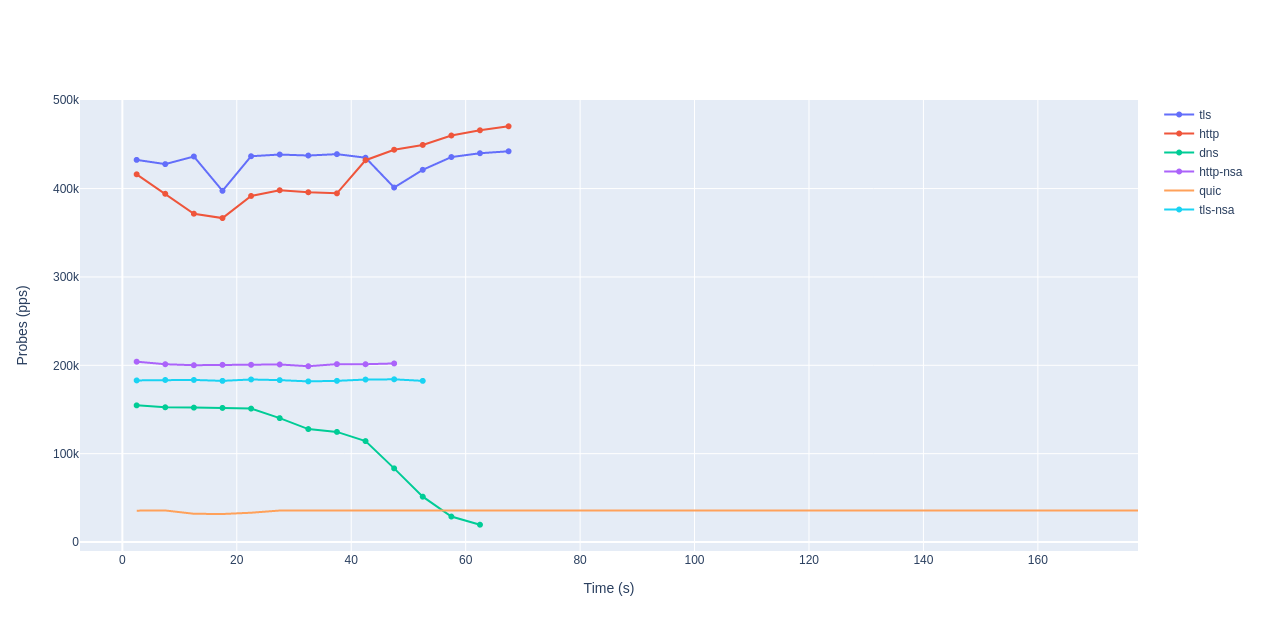 500k
400k
300k
200k
100k
0
Probes (pps)
0 20 40 60 80 100 120 140 160
Time (s)
tls
http
dns
http-nsa
quic
tls-nsa